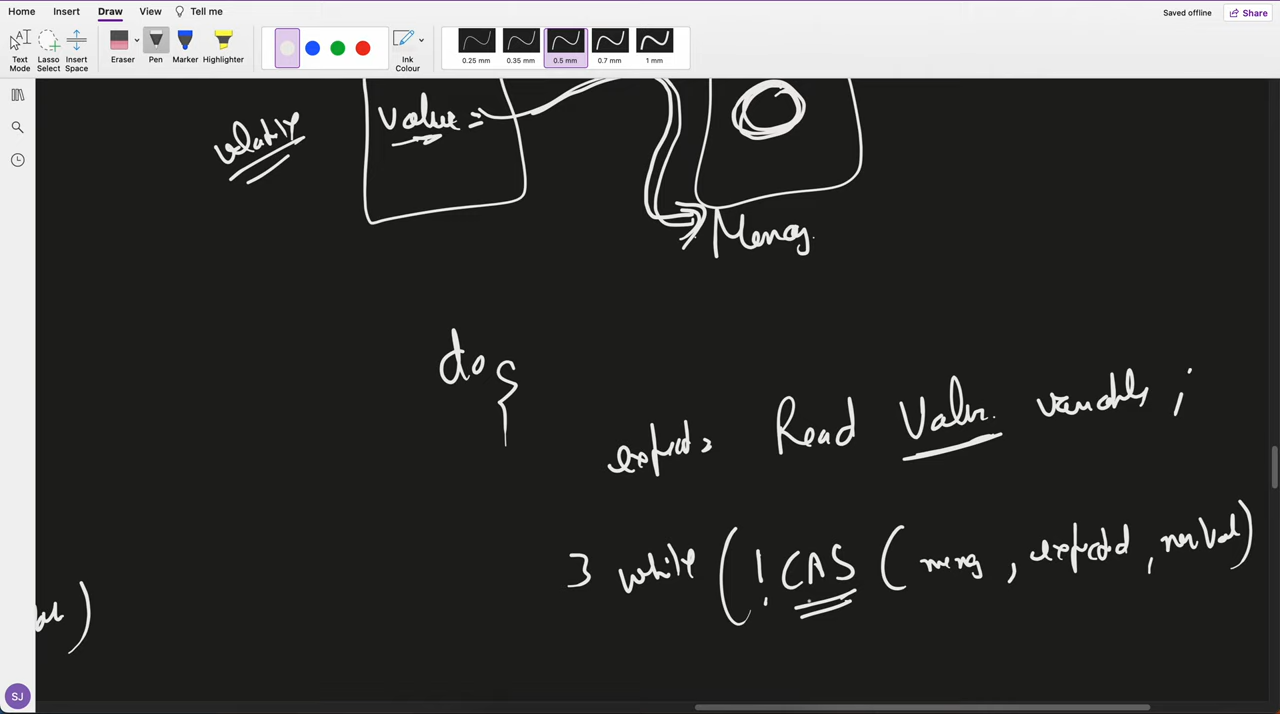 Home Insert Draw View Tell me Saved offline Share
Text Mode Lasso Select Insert Space Eraser Pen Marker Highlighter Ink Colour 0.25 mm 0.35 mm 0.5 mm 0.7 mm 1 mm
volatile
value =
Memory
do {
Read Value variable ;
} while ( ! CAS ( mem , expected , newVal )
)
SJ